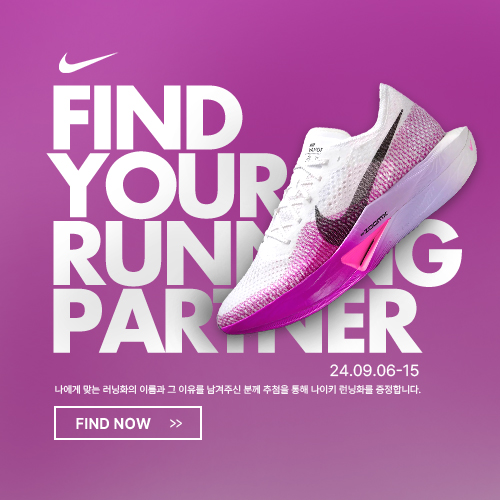 FIND
YOUR
RUNNING
PARTNER
ZOOMX
24.09.06-15
나에게 맞는 러닝화의 이름과 그 이유를 남겨주신 분께 추첨을 통해 나이키 런닝화를 증정합니다.
FIND NOW >>